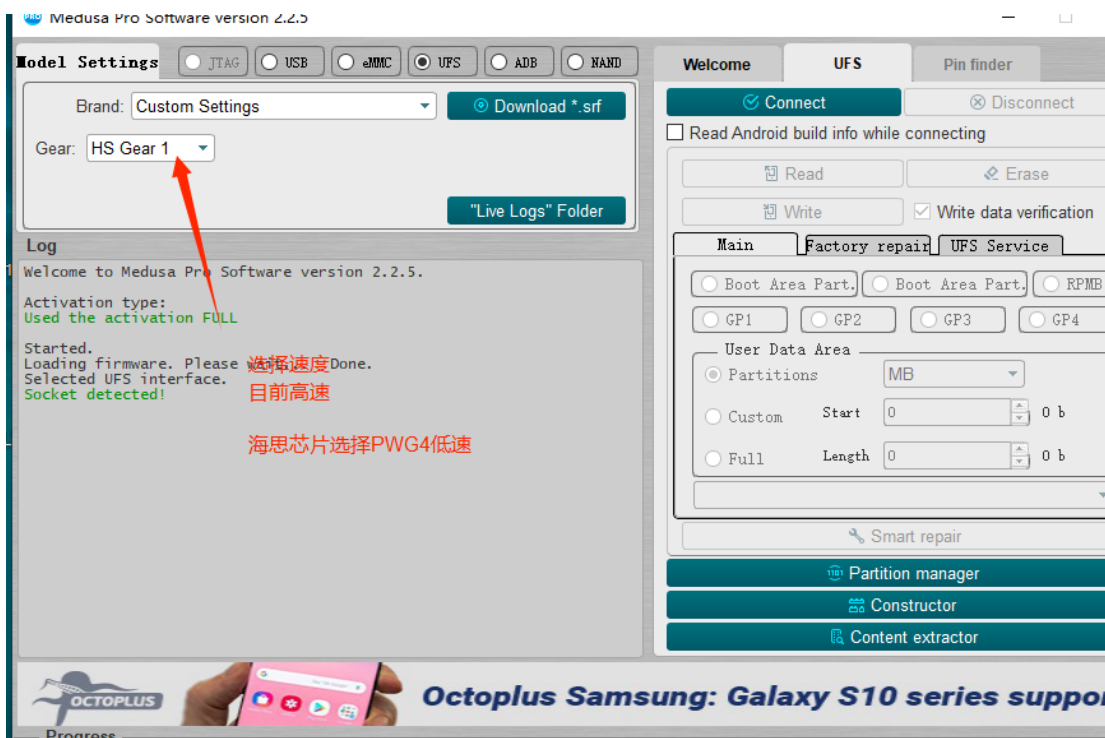 Medusa Pro Software version 2.2.5
Model Settings JTAG USB eMMC UFS ADB NAND
Brand: Custom Settings Download *.srf
Gear: HS Gear 1
"Live Logs" Folder
Log
Welcome to Medusa Pro Software version 2.2.5.
Activation type:
Used the activation FULL
Started.
Loading firmware. Please Done.
Selected UFS interface.
Socket detected!
选择速度
目前高速
海思芯片选择PWG4低速
Welcome UFS Pin finder
Connect Disconnect
Read Android build info while connecting
Read Erase
Write Write data verification
Main Factory repair UFS Service
Boot Area Part. Boot Area Part. RPMB
GP1 GP2 GP3 GP4
User Data Area
Partitions MB
Custom Start 0 0 b
Full Length 0 0 b
Smart repair
Partition manager
Constructor
Content extractor
OCTOPLUS
Octoplus Samsung: Galaxy S10 series suppor
Progress